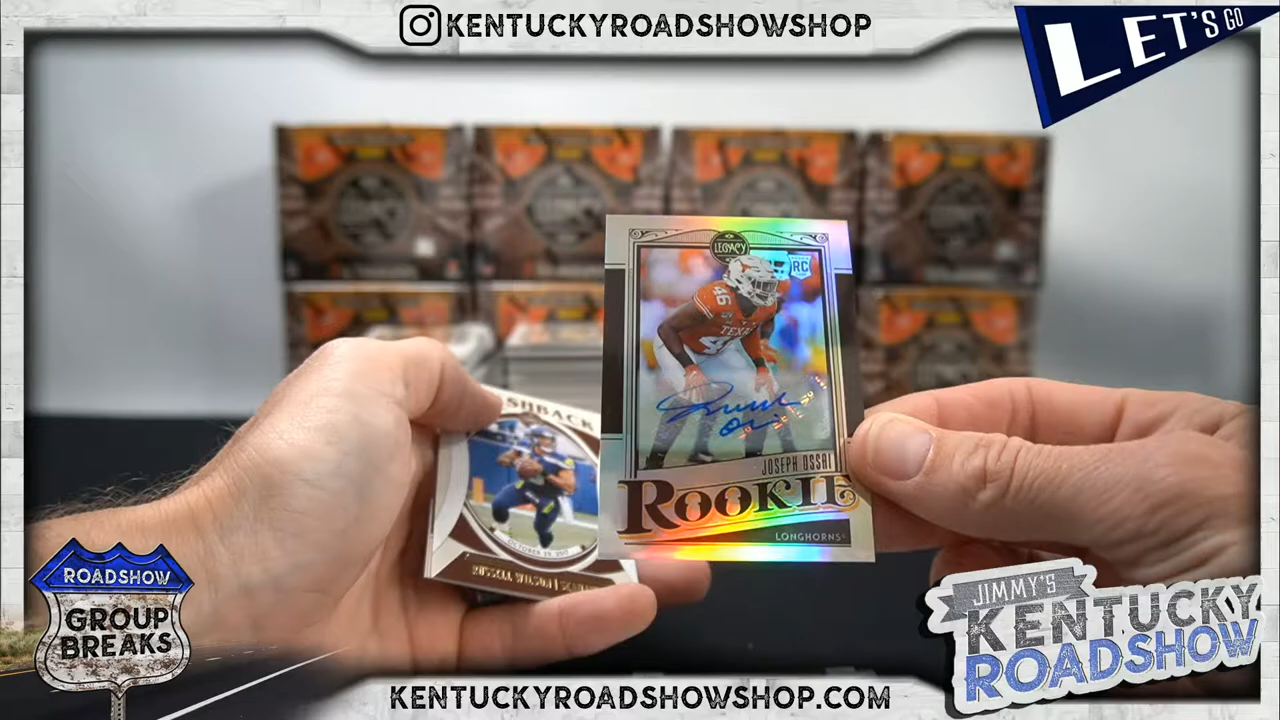 KENTUCKYROADSHOWSHOP
LET'S GO
LEGACY
RC
46
TEXAS
JOSEPH OSSAI
ROOKIE
LONGHORNS
SHBACK
RUSSELL WILSON
ROADSHOW
GROUP
BREAKS
JIMMY'S
KENTUCKY
ROADSHOW
KENTUCKYROADSHOWSHOP.COM